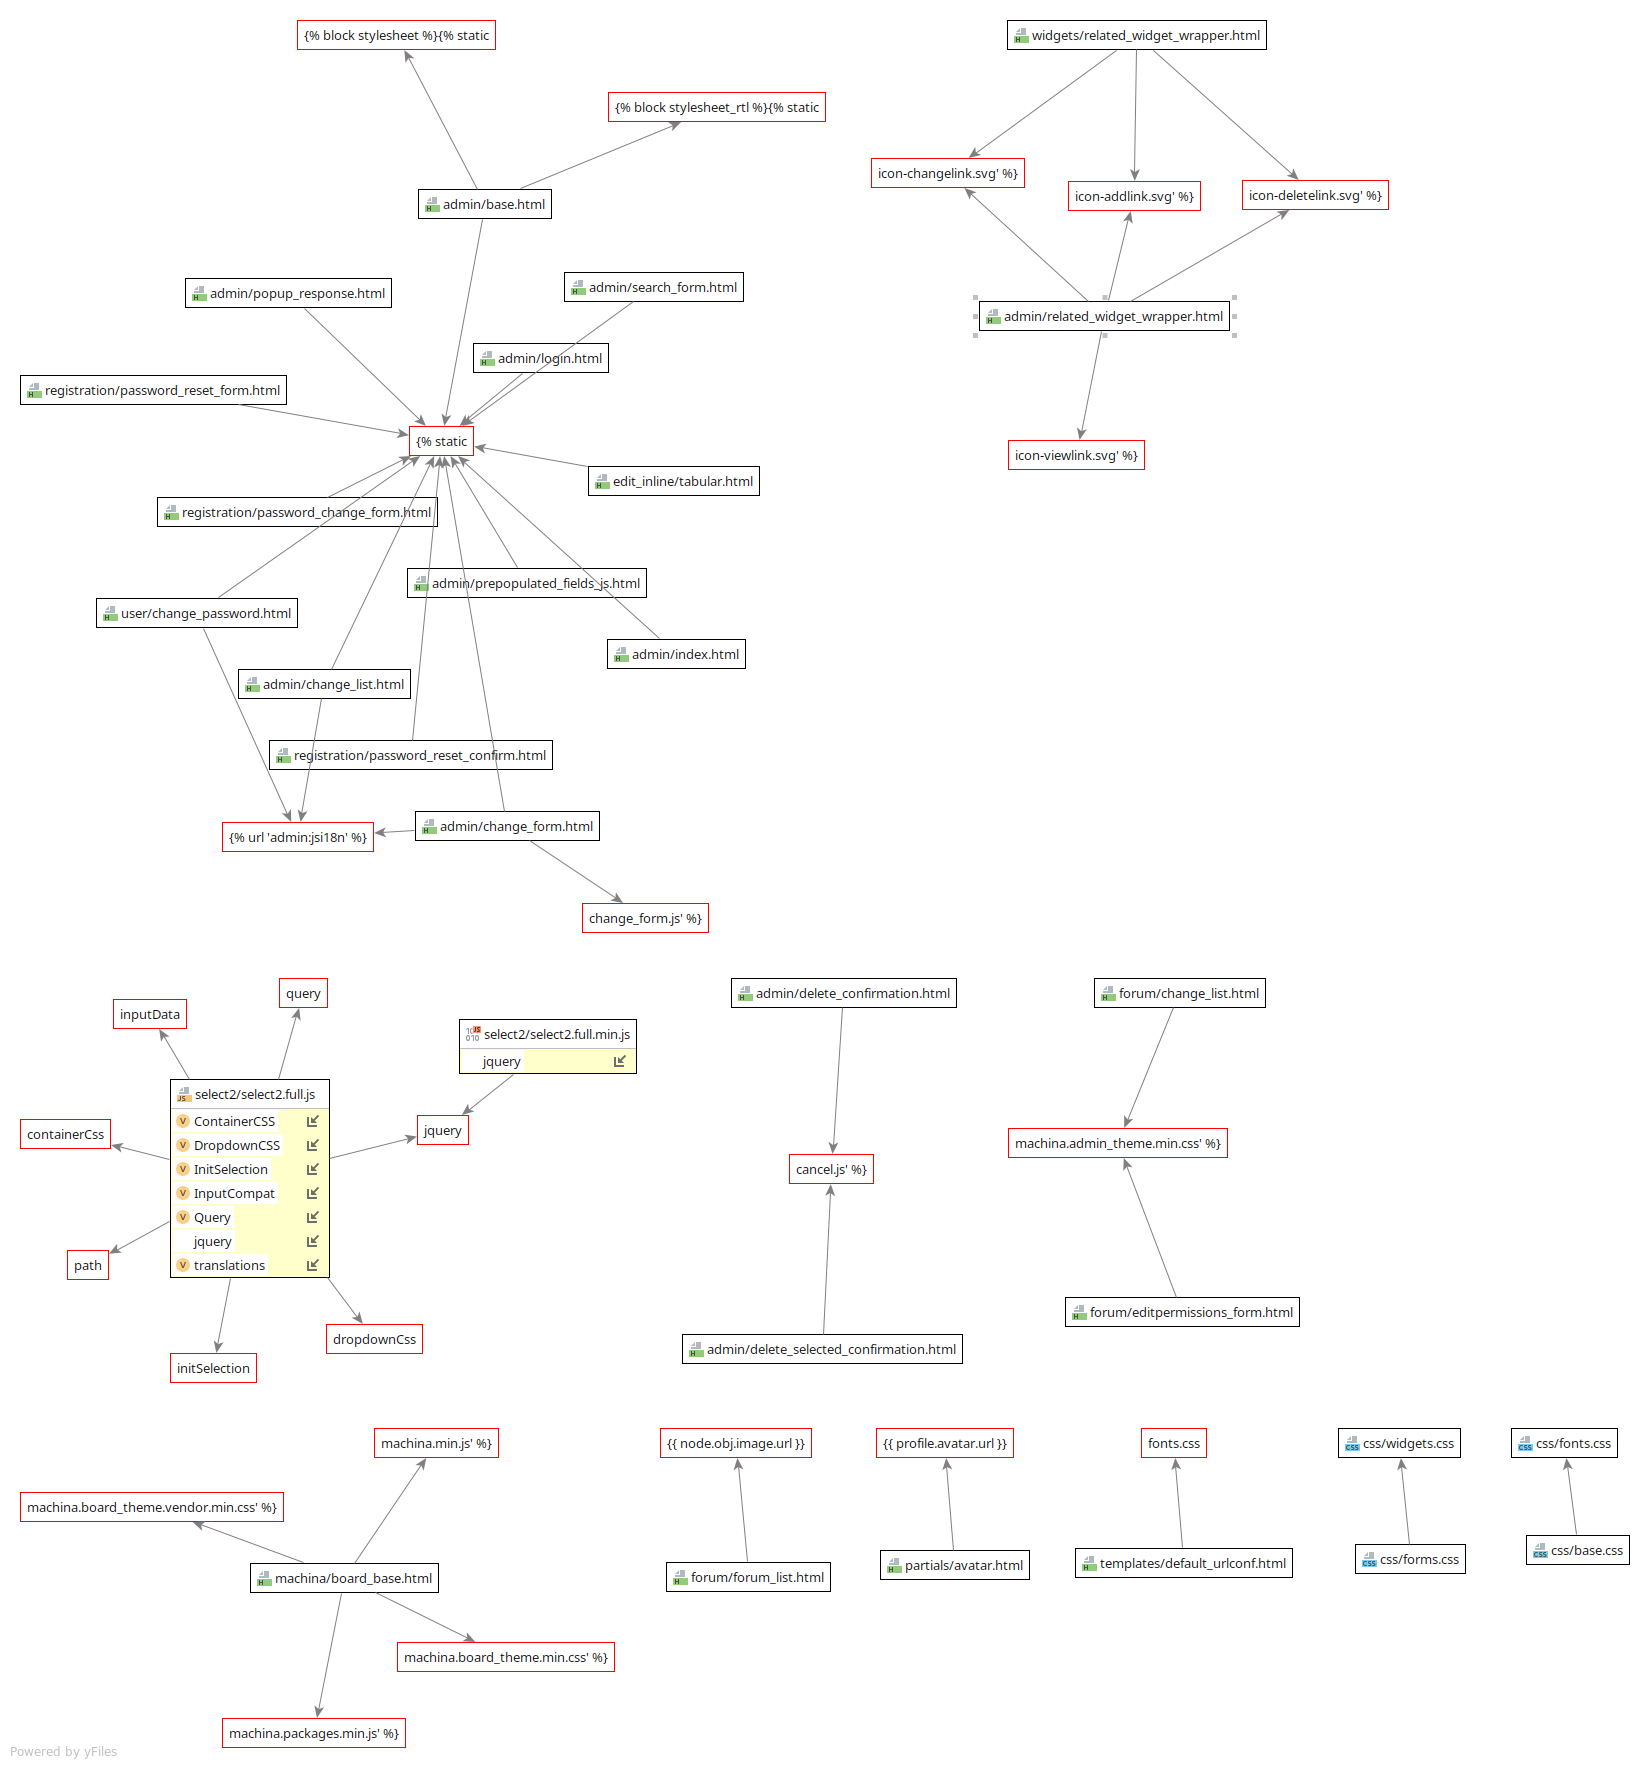 {% block stylesheet %}{% static
widgets/related_widget_wrapper.html
{% block stylesheet_rtl %}{% static
icon-changelink.svg' %}
icon-addlink.svg' %}
icon-deletelink.svg' %}
admin/base.html
admin/popup_response.html
admin/search_form.html
admin/related_widget_wrapper.html
admin/login.html
registration/password_reset_form.html
{% static
icon-viewlink.svg' %}
edit_inline/tabular.html
registration/password_change_form.html
admin/prepopulated_fields_js.html
user/change_password.html
admin/index.html
admin/change_list.html
registration/password_reset_confirm.html
{% url 'admin:jsi18n' %}
admin/change_form.html
change_form.js' %}
query
inputData
select2/select2.full.min.js
jquery
admin/delete_confirmation.html
forum/change_list.html
select2/select2.full.js
ContainerCSS
DropdownCSS
InitSelection
InputCompat
Query
jquery
translations
containerCss
jquery
path
dropdownCss
initSelection
cancel.js' %}
machina.admin_theme.min.css' %}
admin/delete_selected_confirmation.html
forum/editpermissions_form.html
machina.min.js' %}
{{ node.obj.image.url }}
{{ profile.avatar.url }}
fonts.css
css/widgets.css
css/fonts.css
machina.board_theme.vendor.min.css' %}
machina/board_base.html
forum/forum_list.html
partials/avatar.html
templates/default_urlconf.html
css/forms.css
css/base.css
machina.board_theme.min.css' %}
machina.packages.min.js' %}
Powered by yFiles